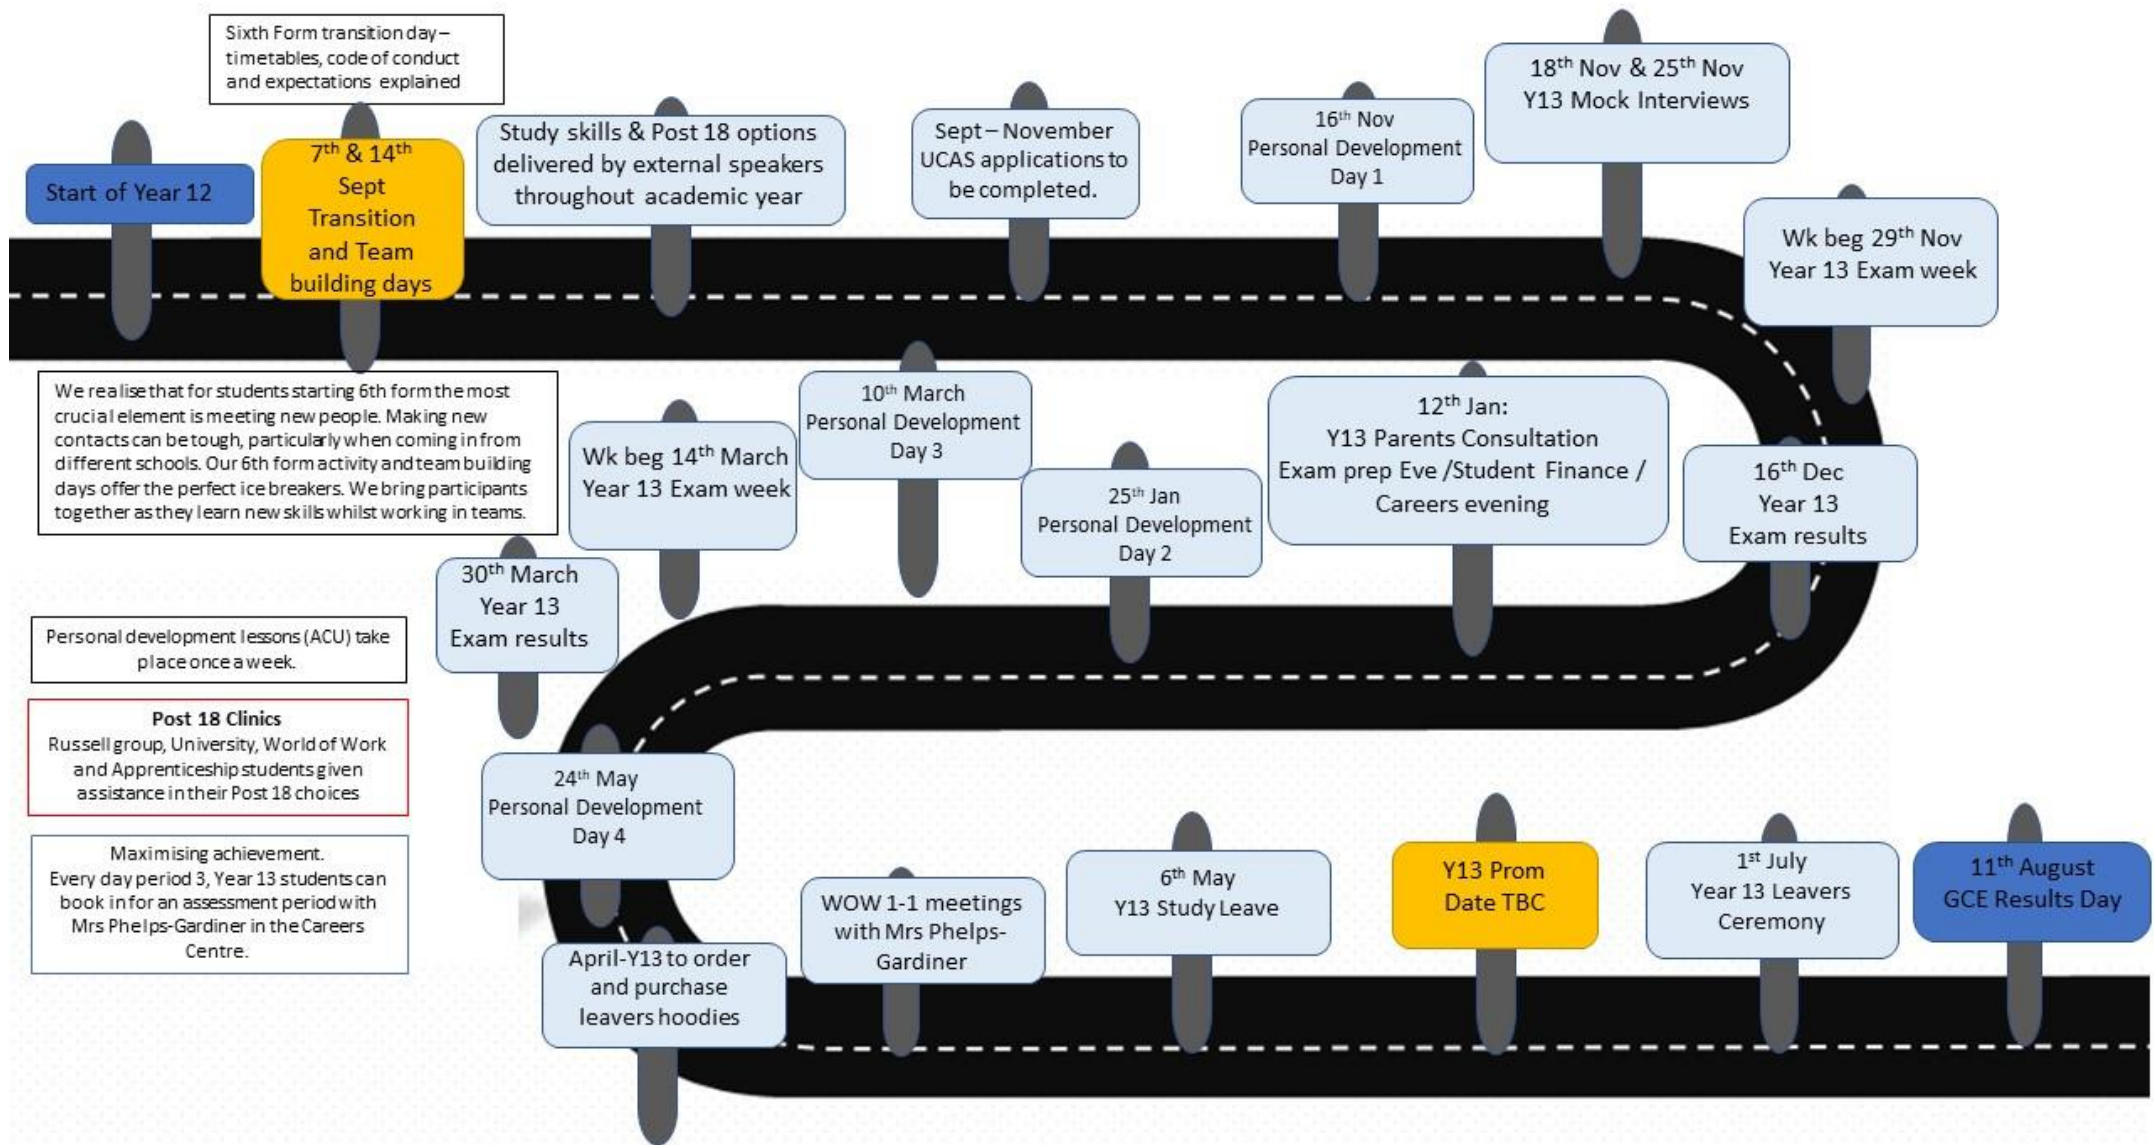 Sixth Form transition day –
timetables, code of conduct
and expectations explained
Start of Year 12
7th & 14th
Sept
Transition
and Team
building days
Study skills & Post 18 options
delivered by external speakers
throughout academic year
Sept – November
UCAS applications to
be completed.
16th Nov
Personal Development
Day 1
18th Nov & 25th Nov
Y13 Mock Interviews
Wk beg 29th Nov
Year 13 Exam week
16th Dec
Year 13
Exam results
12th Jan:
Y13 Parents Consultation
Exam prep Eve /Student Finance /
Careers evening
25th Jan
Personal Development
Day 2
10th March
Personal Development
Day 3
Wk beg 14th March
Year 13 Exam week
30th March
Year 13
Exam results
We realise that for students starting 6th form the most
crucial element is meeting new people. Making new
contacts can be tough, particularly when coming in from
different schools. Our 6th form activity and team building
days offer the perfect ice breakers. We bring participants
together as they learn new skills whilst working in teams.
Personal development lessons (ACU) take
place once a week.
Post 18 Clinics
Russell group, University, World of Work
and Apprenticeship students given
assistance in their Post 18 choices
Maximising achievement.
Every day period 3, Year 13 students can
book in for an assessment period with
Mrs Phelps-Gardiner in the Careers
Centre.
24th May
Personal Development
Day 4
April-Y13 to order
and purchase
leavers hoodies
WOW 1-1 meetings
with Mrs Phelps-
Gardiner
6th May
Y13 Study Leave
Y13 Prom
Date TBC
1st July
Year 13 Leavers
Ceremony
11th August
GCE Results Day